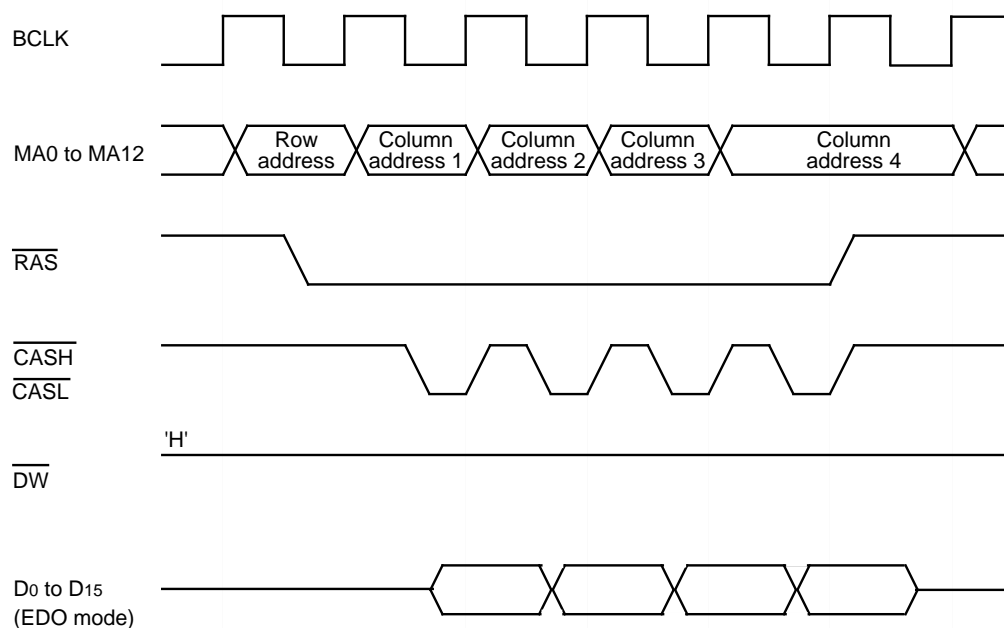 BCLK
MA0 to MA12
Row
address
Column
address 1
Column
address 2
Column
address 3
Column
address 4
RAS
CASH
CASL
'H'
DW
D0 to D15
(EDO mode)